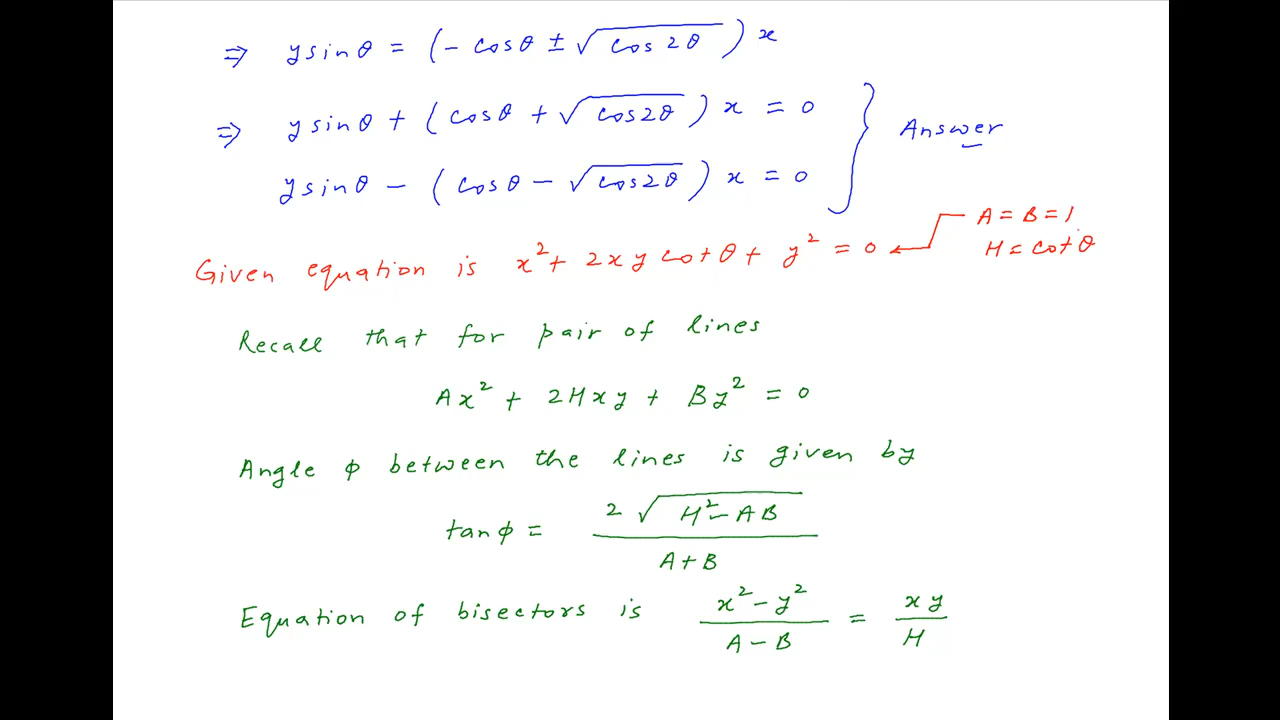 ⇒ y sin θ = (- cos θ ± √(cos 2θ)) x
⇒ y sin θ + (cos θ + √(cos 2θ)) x = 0
y sin θ - (cos θ - √(cos 2θ)) x = 0 } Answer
A = B = 1
H = cot θ
Given equation is x² + 2xy cot θ + y² = 0
Recall that for pair of lines
Ax² + 2Hxy + By² = 0
Angle φ between the lines is given by
tan φ = 2 √(H² - AB) / (A + B)
Equation of bisectors is (x² - y²) / (A - B) = xy / H